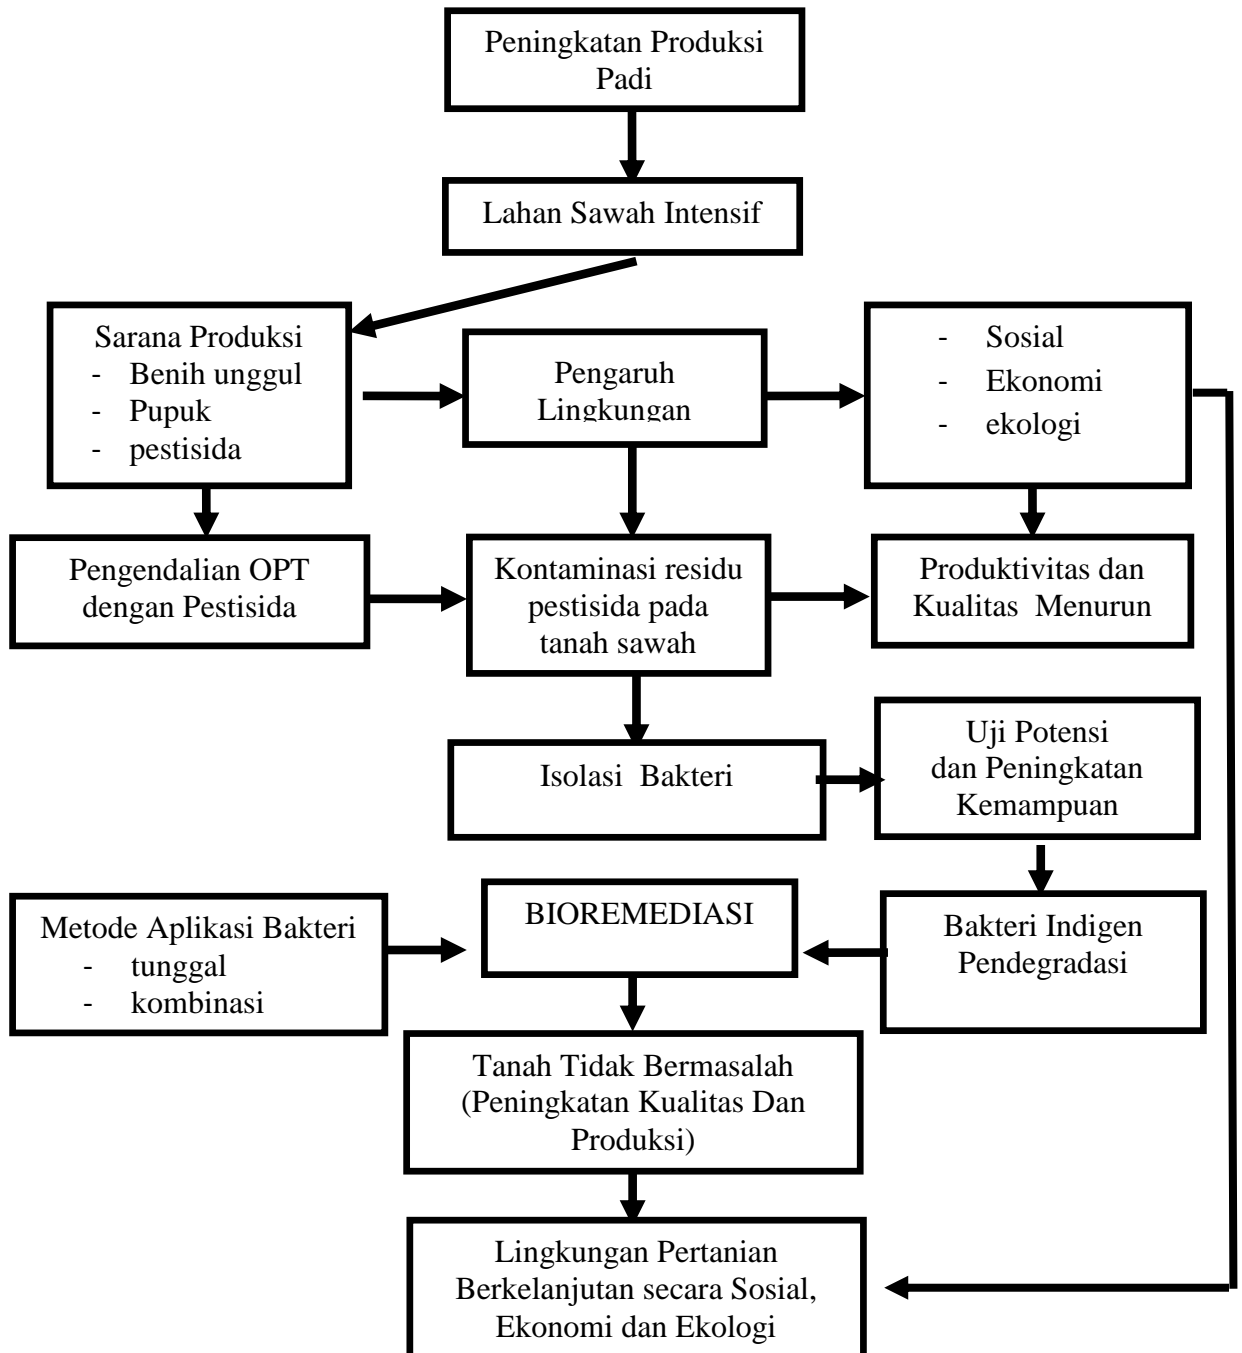 Peningkatan Produksi
Padi
Lahan Sawah Intensif
Sarana Produksi
- Benih unggul
- Pupuk
- pestisida
Pengaruh
Lingkungan
- Sosial
- Ekonomi
- ekologi
Pengendalian OPT
dengan Pestisida
Kontaminasi residu
pestisida pada
tanah sawah
Produktivitas dan
Kualitas Menurun
Isolasi Bakteri
Uji Potensi
dan Peningkatan
Kemampuan
Metode Aplikasi Bakteri
- tunggal
- kombinasi
BIOREMEDIASI
Bakteri Indigen
Pendegradasi
Tanah Tidak Bermasalah
(Peningkatan Kualitas Dan
Produksi)
Lingkungan Pertanian
Berkelanjutan secara Sosial,
Ekonomi dan Ekologi